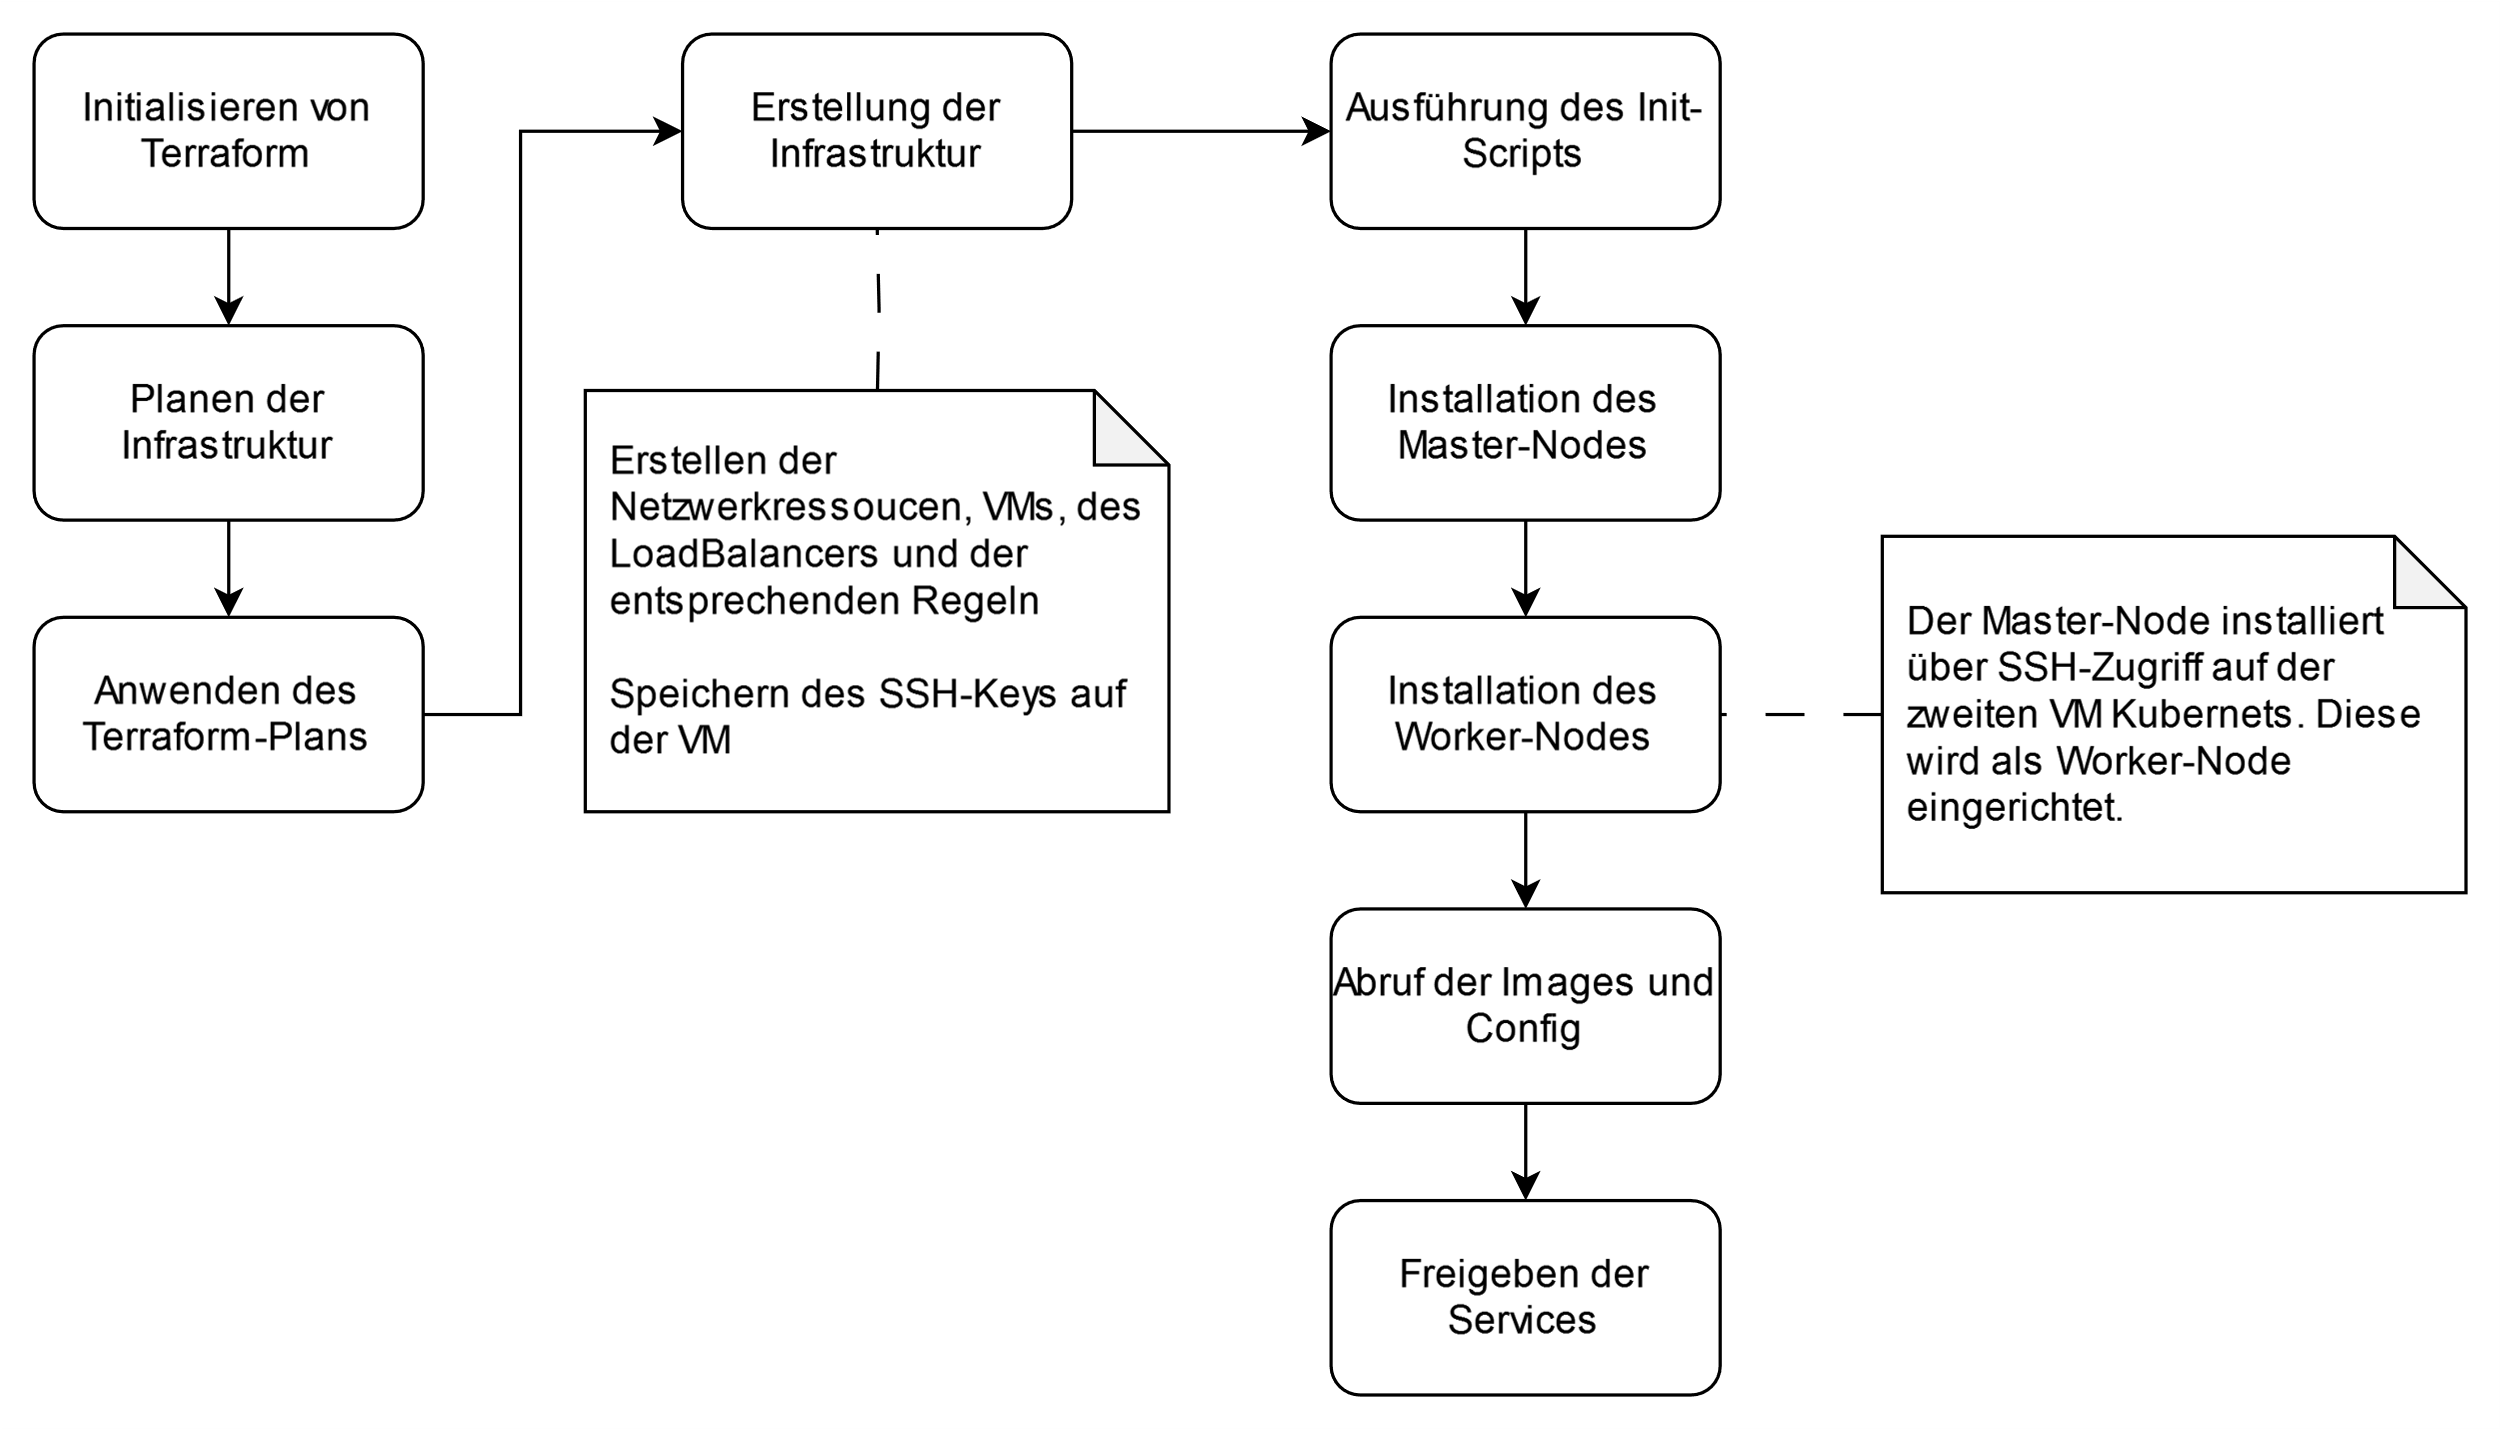 Initialisieren von
Terraform
Planen der
Infrastruktur
Anwenden des
Terraform-Plans
Erstellung der
Infrastruktur
Erstellen der
Netzwerkressoucen, VMs, des
LoadBalancers und der
entsprechenden Regeln
Speichern des SSH-Keys auf
der VM
Ausführung des Init-
Scripts
Installation des
Master-Nodes
Installation des
Worker-Nodes
Der Master-Node installiert
über SSH-Zugriff auf der
zweiten VM Kubernets. Diese
wird als Worker-Node
eingerichtet.
Abruf der Images und
Config
Freigeben der
Services